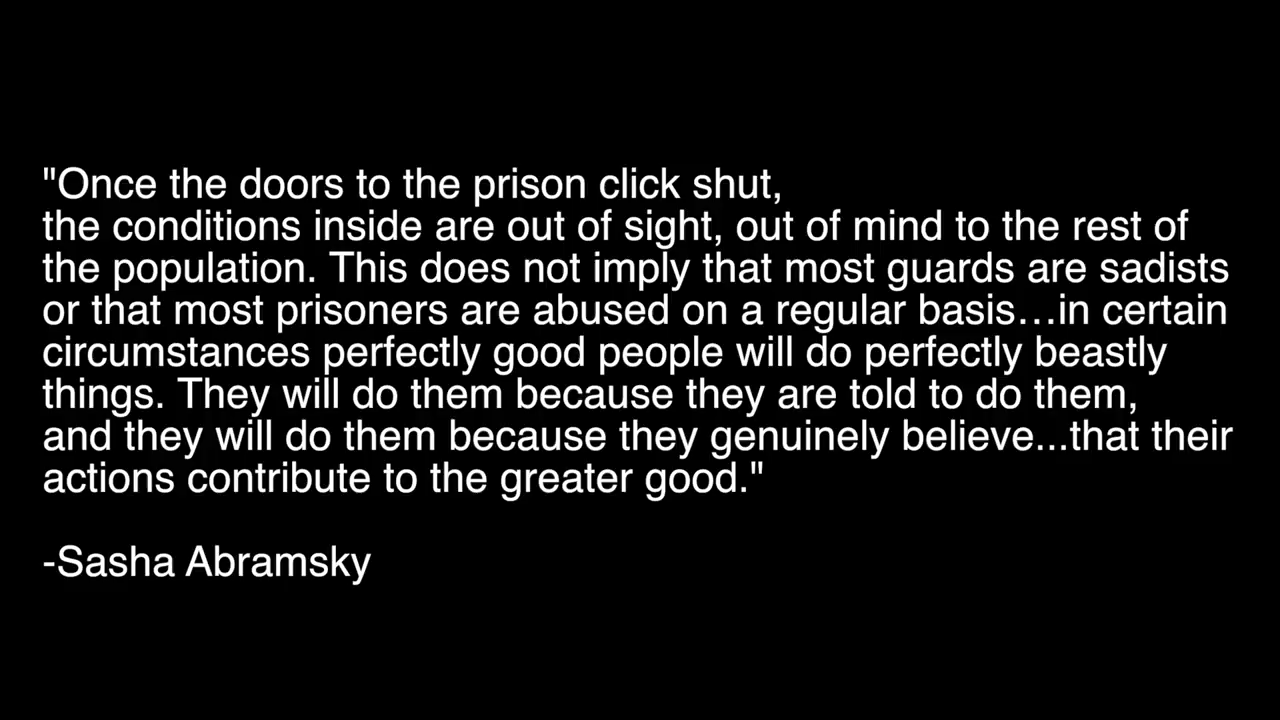 "Once the doors to the prison click shut,
the conditions inside are out of sight, out of mind to the rest of
the population. This does not imply that most guards are sadists
or that most prisoners are abused on a regular basis…in certain
circumstances perfectly good people will do perfectly beastly
things. They will do them because they are told to do them,
and they will do them because they genuinely believe...that their
actions contribute to the greater good."
-Sasha Abramsky